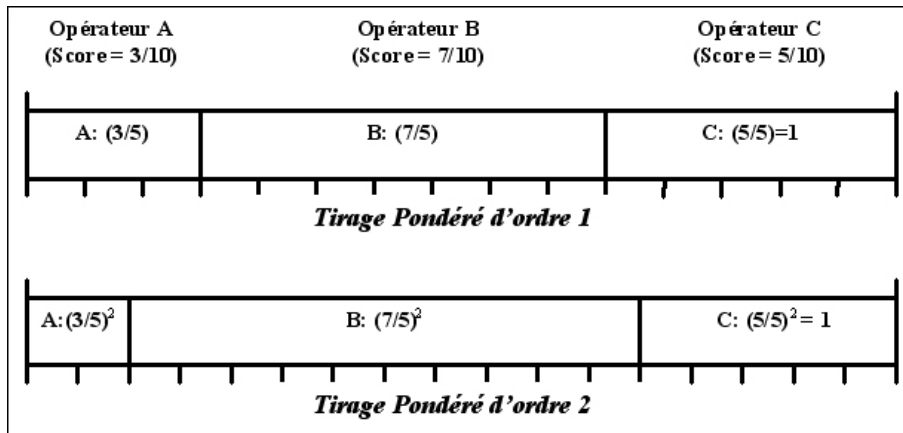 Opérateur A
(Score = 3/10)
Opérateur B
(Score = 7/10)
Opérateur C
(Score = 5/10)
A: (3/5)
B: (7/5)
C: (5/5)=1
Tirage Pondéré d'ordre 1
A:(3/5)²
B: (7/5)²
C: (5/5)² = 1
Tirage Pondéré d'ordre 2